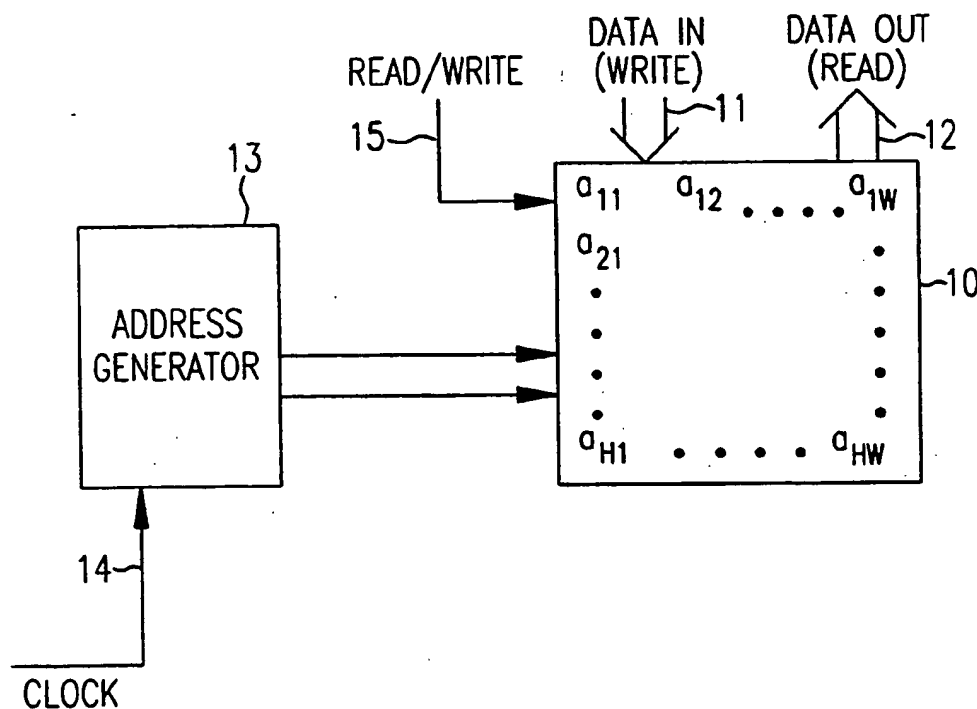 DATA IN
(WRITE)
DATA OUT
(READ)
READ/WRITE
11
12
15
13
a11 a12 . . . . a1W
a21
10
ADDRESS
GENERATOR
aH1 . . . . aHW
14
CLOCK